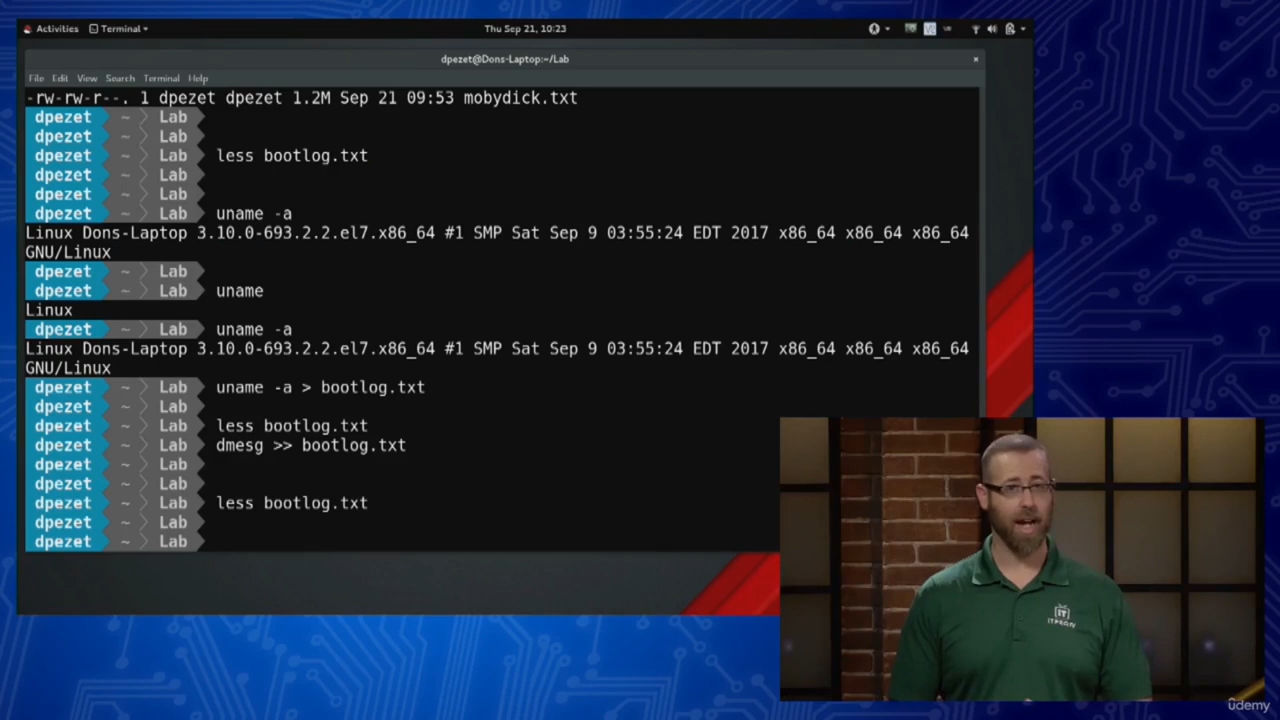 Activities Terminal Thu Sep 21, 10:23
dpezet@Dons-Laptop:~/Lab ×
File Edit View Search Terminal Help
-rw-rw-r--. 1 dpezet dpezet 1.2M Sep 21 09:53 mobydick.txt
dpezet ~ Lab
dpezet ~ Lab
dpezet ~ Lab less bootlog.txt
dpezet ~ Lab
dpezet ~ Lab
dpezet ~ Lab uname -a
Linux Dons-Laptop 3.10.0-693.2.2.el7.x86_64 #1 SMP Sat Sep 9 03:55:24 EDT 2017 x86_64 x86_64 x86_64
GNU/Linux
dpezet ~ Lab
dpezet ~ Lab uname
Linux
dpezet ~ Lab uname -a
Linux Dons-Laptop 3.10.0-693.2.2.el7.x86_64 #1 SMP Sat Sep 9 03:55:24 EDT 2017 x86_64 x86_64 x86_64
GNU/Linux
dpezet ~ Lab uname -a > bootlog.txt
dpezet ~ Lab
dpezet ~ Lab less bootlog.txt
dpezet ~ Lab dmesg >> bootlog.txt
dpezet ~ Lab
dpezet ~ Lab
dpezet ~ Lab less bootlog.txt
dpezet ~ Lab
dpezet ~ Lab
IT
ITPROTV
ûdemy